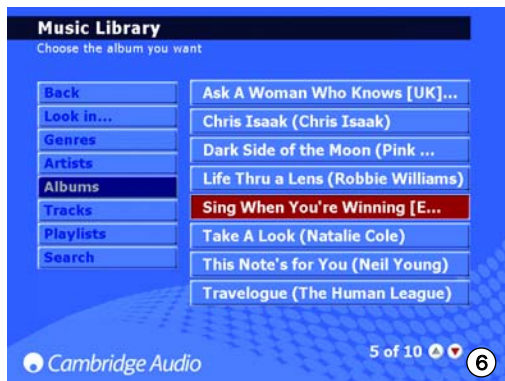 Music Library
Choose the album you want
Back
Look in...
Genres
Artists
Albums
Tracks
Playlists
Search
Ask A Woman Who Knows [UK]...
Chris Isaak (Chris Isaak)
Dark Side of the Moon (Pink ...
Life Thru a Lens (Robbie Williams)
Sing When You're Winning [E...
Take A Look (Natalie Cole)
This Note's for You (Neil Young)
Travelogue (The Human League)
5 of 10
Cambridge Audio
6